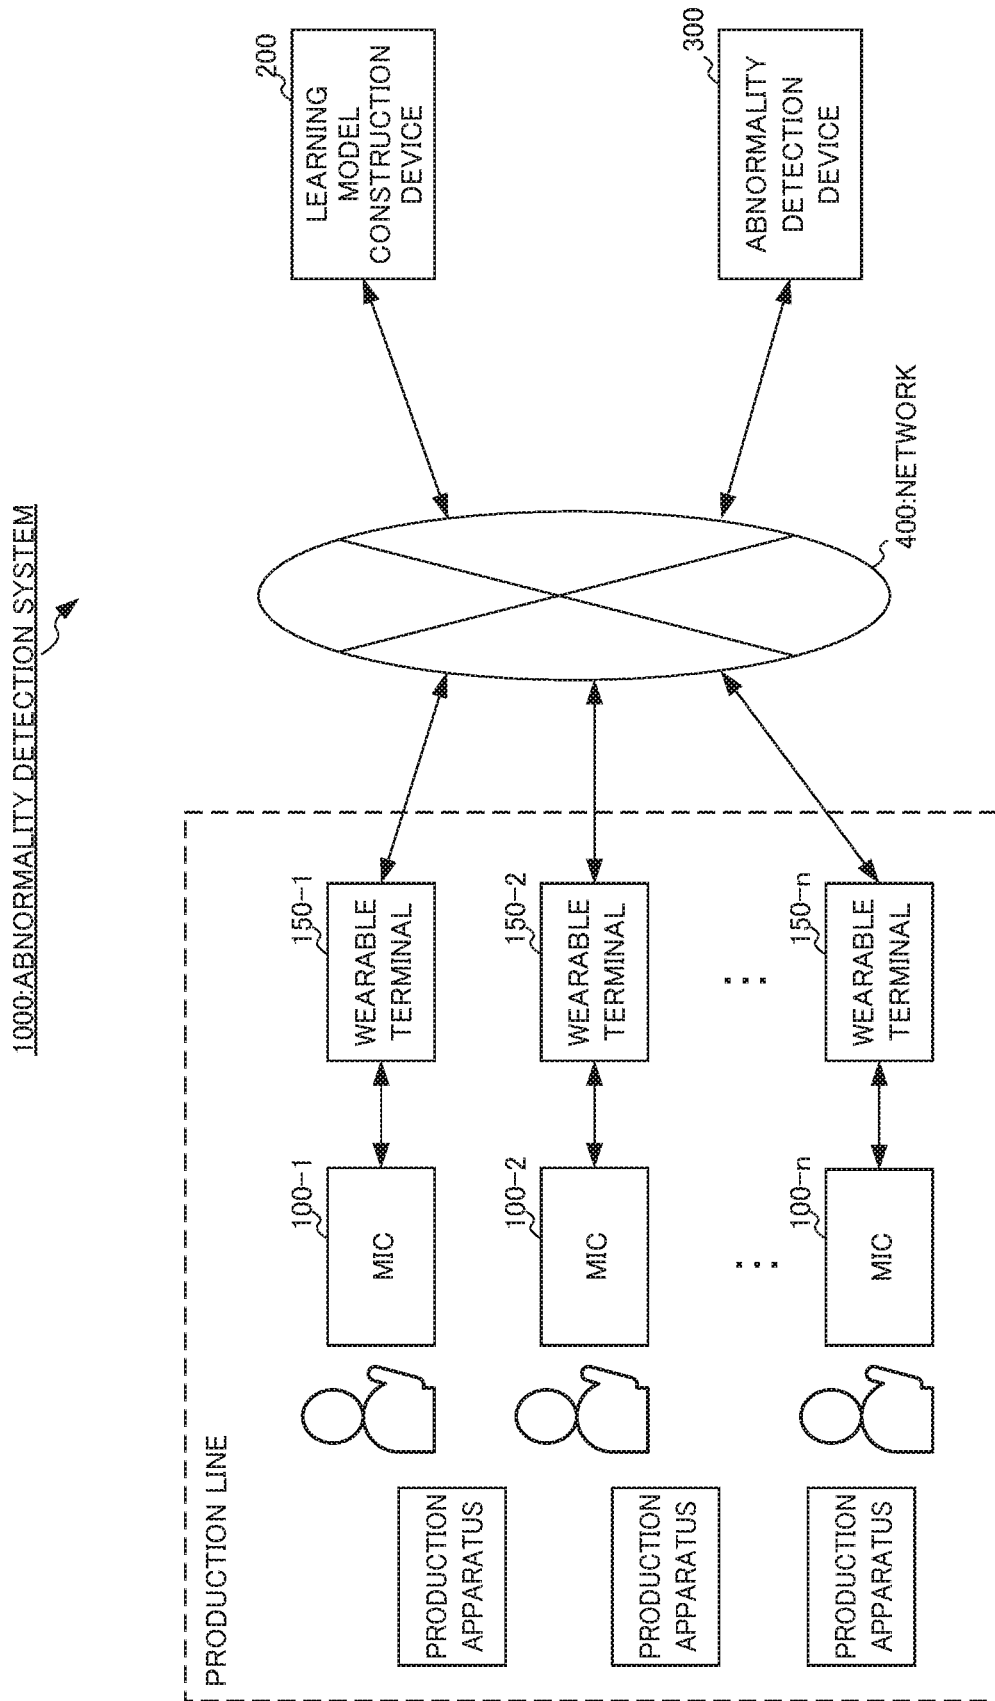 1000:ABNORMALITY DETECTION SYSTEM
PRODUCTION LINE
PRODUCTION
APPARATUS
100-1
MIC
150-1
WEARABLE
TERMINAL
PRODUCTION
APPARATUS
100-2
MIC
150-2
WEARABLE
TERMINAL
PRODUCTION
APPARATUS
100-n
MIC
150-n
WEARABLE
TERMINAL
400:NETWORK
200
LEARNING
MODEL
CONSTRUCTION
DEVICE
300
ABNORMALITY
DETECTION
DEVICE